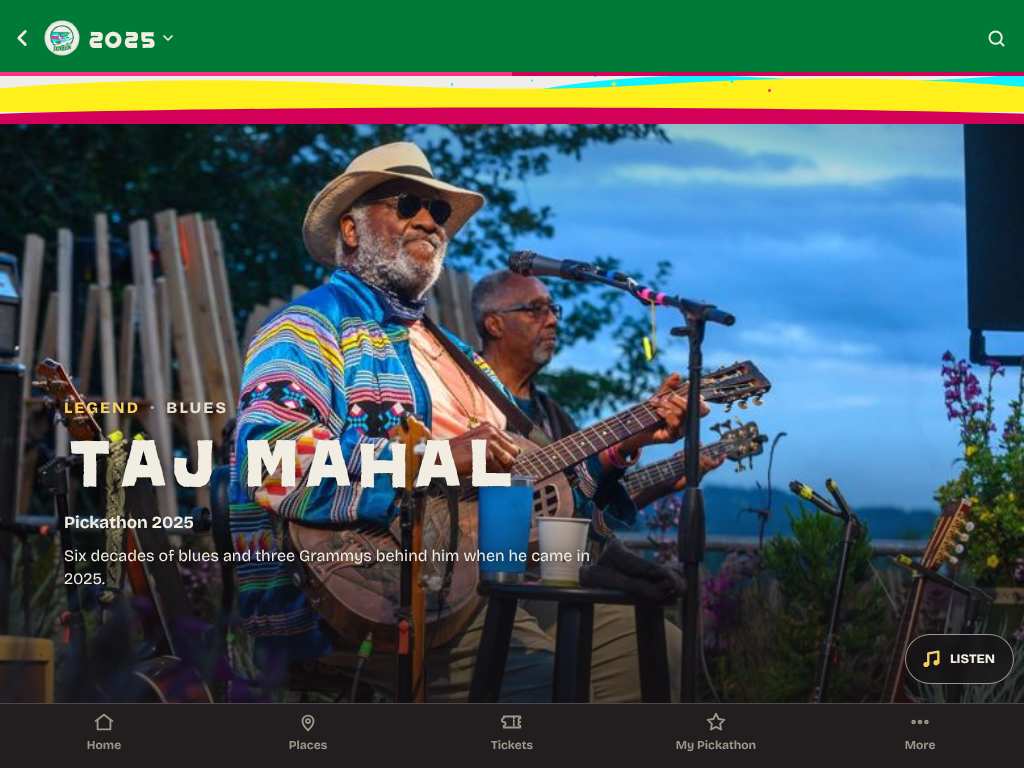 2025
LEGEND · BLUES
TAJ MAHAL
Pickathon 2025
Six decades of blues and three Grammys behind him when he came in
2025.
LISTEN
Home
Places
Tickets
My Pickathon
More